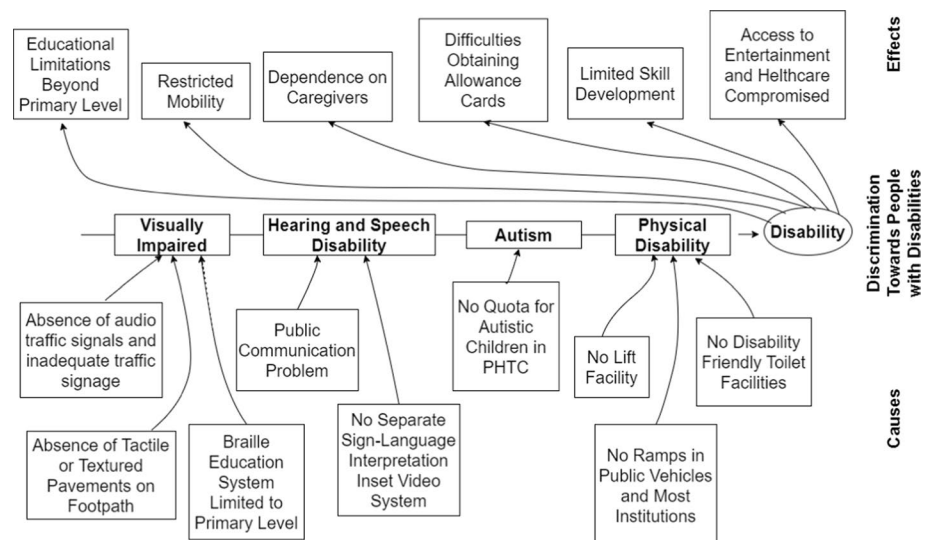 Educational
Limitations
Beyond
Primary Level
Restricted
Mobility
Dependence on
Caregivers
Difficulties
Obtaining
Allowance
Cards
Limited Skill
Development
Access to
Entertainment
and Helthcare
Compromised
Effects
Visually
Impaired
Hearing and Speech
Disability
Autism
Physical
Disability
Disability
Discrimination
Towards People
with Disabilities
Absence of audio
traffic signals and
inadequate traffic
signage
Public
Communication
Problem
No Quota for
Autistic
Children in
PHTC
No Lift
Facility
No Disability
Friendly Toilet
Facilities
Absence of Tactile
or Textured
Pavements on
Footpath
Braille
Education
System
Limited to
Primary Level
No Separate
Sign-Language
Interpretation
Inset Video
System
No Ramps in
Public Vehicles
and Most
Institutions
Causes